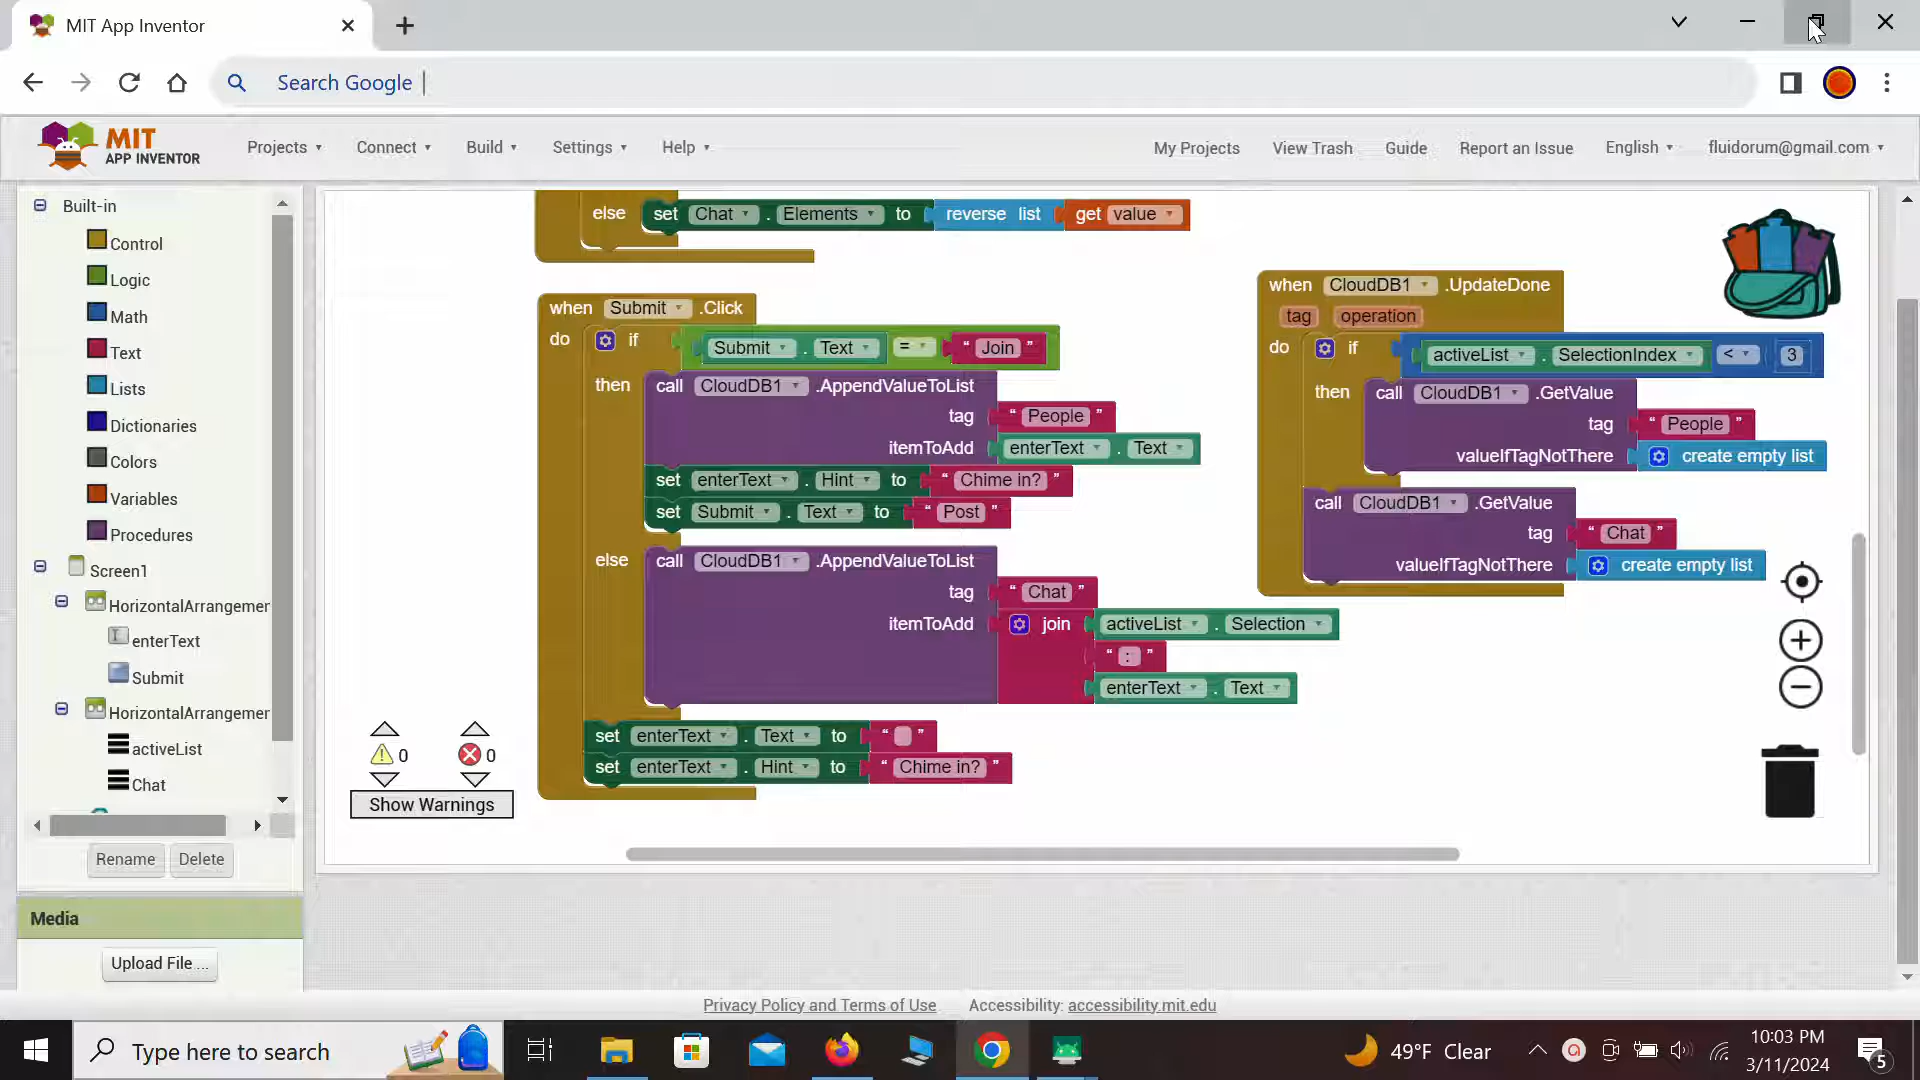 MIT App Inventor
Search Google
MIT
APP INVENTOR
Projects
Connect
Build
Settings
Help
My Projects
View Trash
Guide
Report an Issue
English
fluidorum@gmail.com
Built-in
Control
Logic
Math
Text
Lists
Dictionaries
Colors
Variables
Procedures
Screen1
HorizontalArrangemer
enterText
Submit
HorizontalArrangemer
activeList
Chat
Rename
Delete
Media
Upload File ...
else set Chat . Elements to reverse list get value
when Submit .Click
do if Submit . Text = " Join "
then call CloudDB1 .AppendValueToList
tag " People "
itemToAdd enterText . Text
set enterText . Hint to " Chime in? "
set Submit . Text to " Post "
else call CloudDB1 .AppendValueToList
tag " Chat "
itemToAdd join activeList . Selection
" : "
enterText . Text
set enterText . Text to " "
set enterText . Hint to " Chime in? "
when CloudDB1 .UpdateDone
tag operation
do if activeList . SelectionIndex < 3
then call CloudDB1 .GetValue
tag " People "
valueIfTagNotThere create empty list
call CloudDB1 .GetValue
tag " Chat "
valueIfTagNotThere create empty list
0 0
Show Warnings
Privacy Policy and Terms of Use Accessibility: accessibility.mit.edu
Type here to search
49°F Clear
10:03 PM
3/11/2024
5